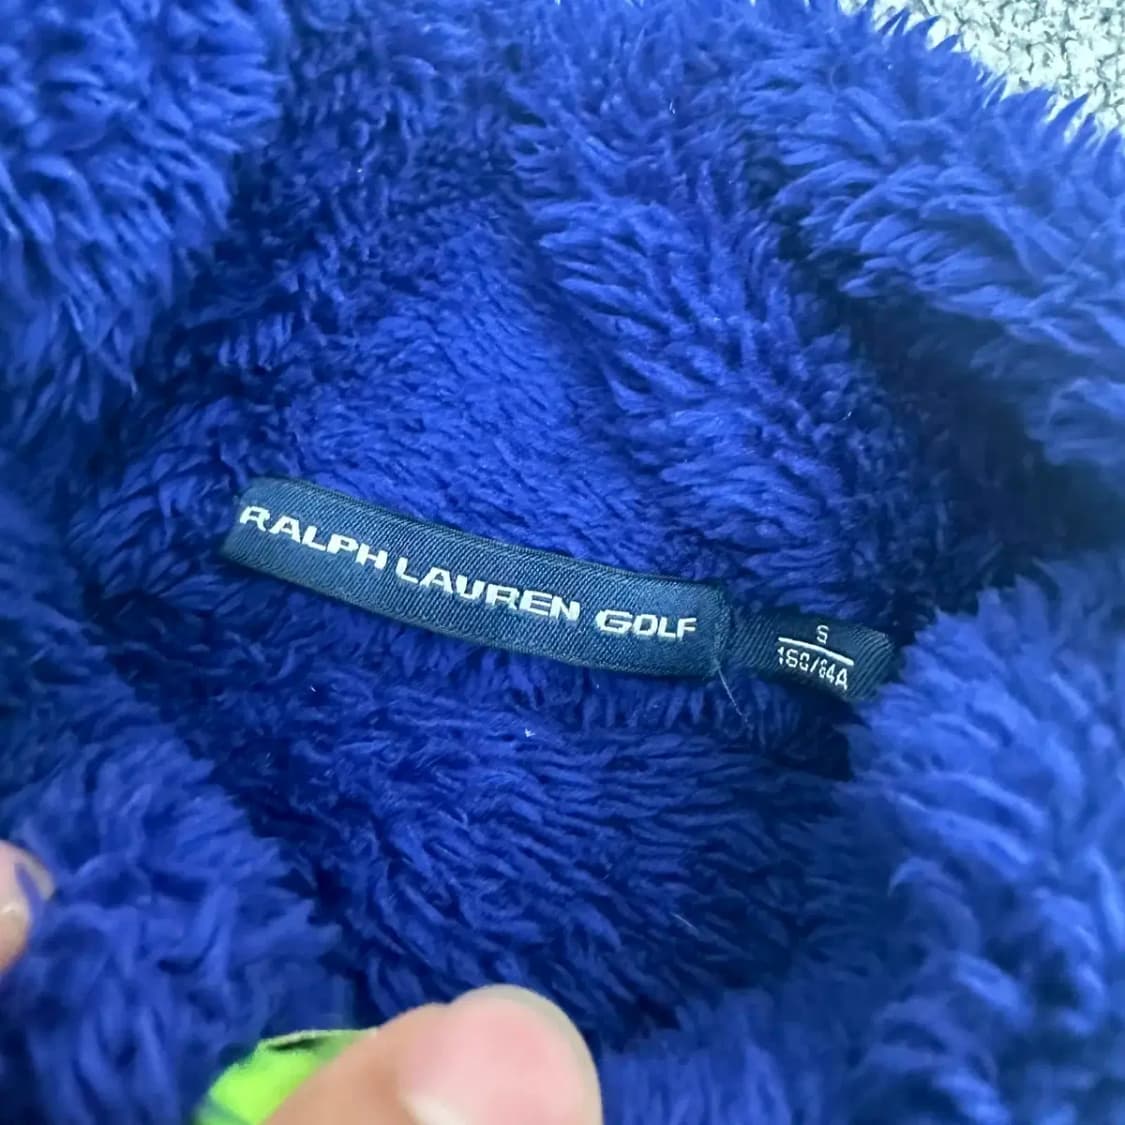 RALPH LAUREN GOLF
S
160/84A